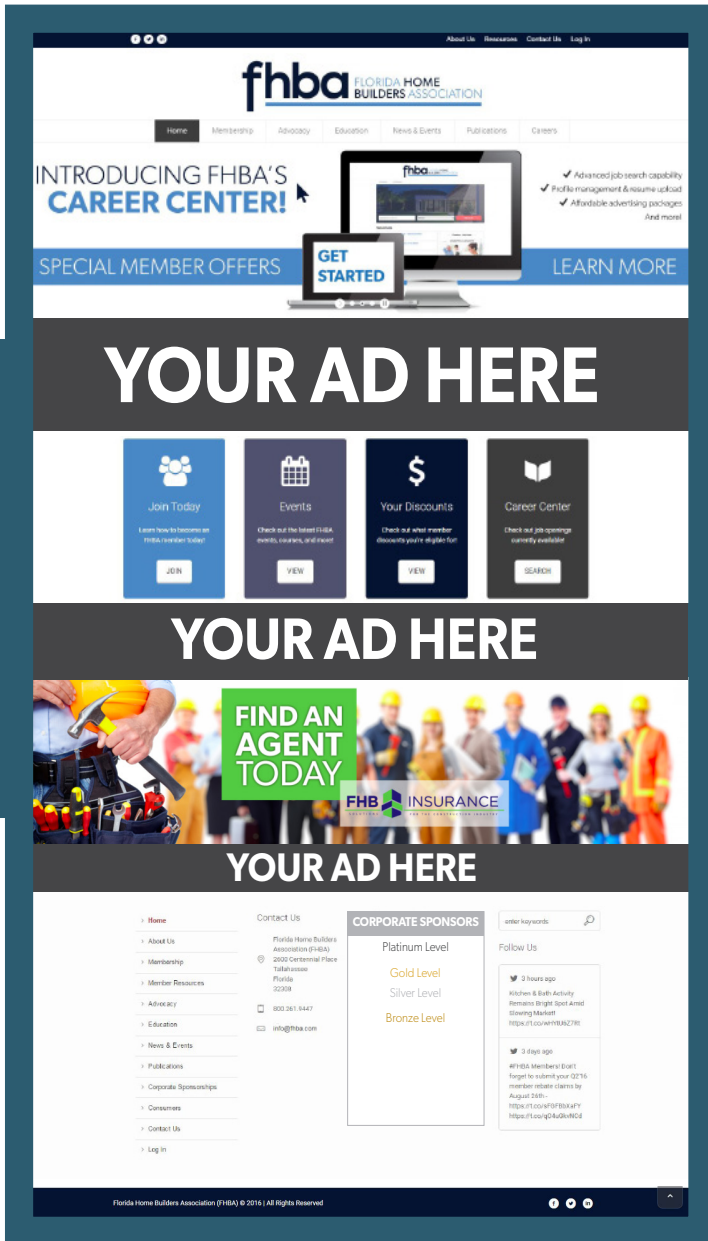 About Us Resources Contact Us Log In
fhba FLORIDA HOME
BUILDERS ASSOCIATION
Home Membership Advocacy Education News & Events Publications Careers
INTRODUCING FHBA'S
CAREER CENTER!
fhba
✔ Advanced job search capability
✔ Profile management & resume upload
✔ Affordable advertising packages
And more!
SPECIAL MEMBER OFFERS
GET
STARTED
LEARN MORE
YOUR AD HERE
Join Today
Learn how to become an
FHBA member today!
JOIN
Events
Check out the latest FHBA
events, courses, and more!
VIEW
Your Discounts
Check out what member
discounts you're eligible for!
VIEW
Career Center
Check out job openings
currently available!
SEARCH
YOUR AD HERE
FIND AN
AGENT
TODAY
FHB INSURANCE
SOLUTIONS FOR THE CONSTRUCTION INDUSTRY
YOUR AD HERE
> Home
> About Us
> Membership
> Member Resources
> Advocacy
> Education
> News & Events
> Publications
> Corporate Sponsorships
> Consumers
> Contact Us
> Log In
Contact Us
Florida Home Builders
Association (FHBA)
2600 Centennial Place
Tallahassee
Florida
32308
800.261.9447
info@fhba.com
CORPORATE SPONSORS
Platinum Level
Gold Level
Silver Level
Bronze Level
enter keywords
Follow Us
3 hours ago
Kitchen & Bath Activity
Remains Bright Spot Amid
Slowing Market!
3 days ago
#FHBA Members! Don't
forget to submit your Q2'16
member rebate claims by
August 26th -
Florida Home Builders Association (FHBA) © 2016 | All Rights Reserved